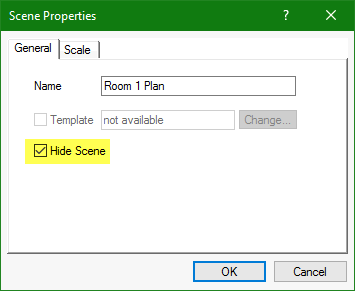 Scene Properties ? ×
General Scale
Name Room 1 Plan
Template not available Change...
Hide Scene
OK Cancel